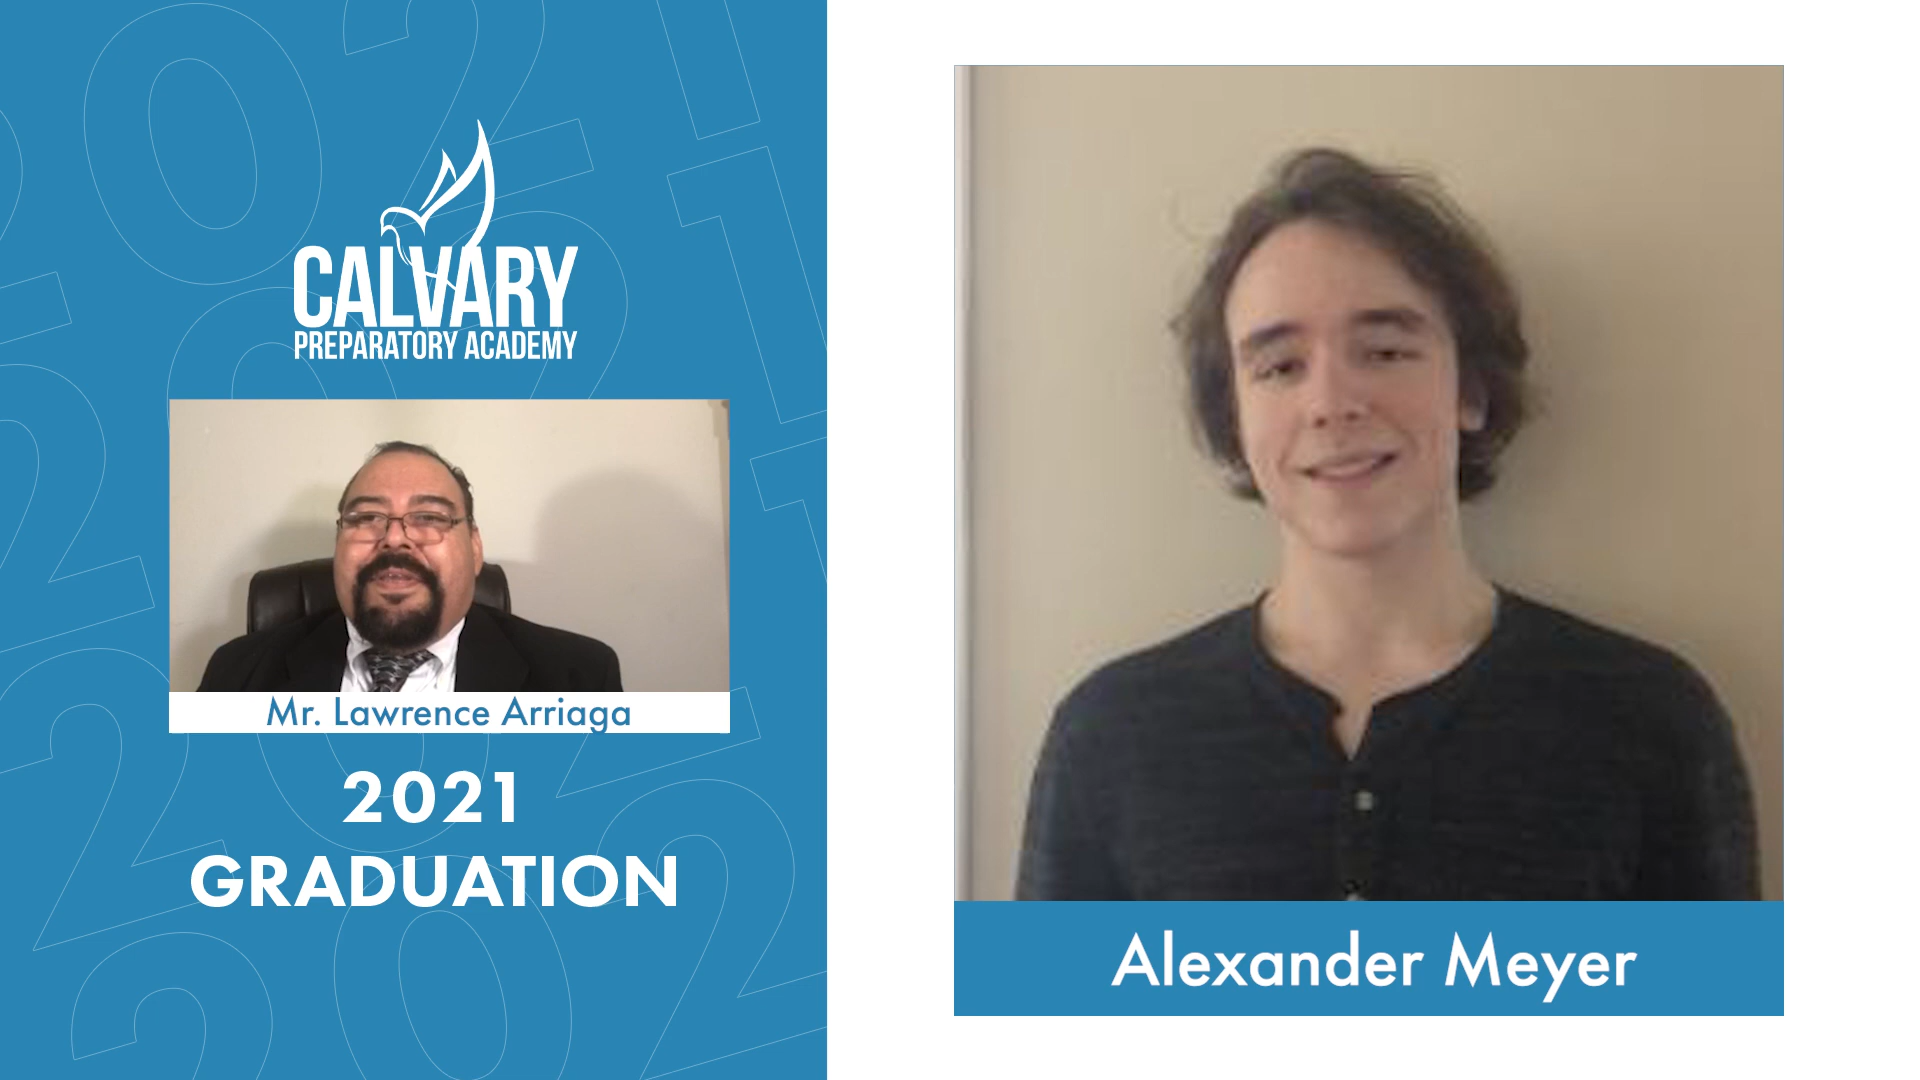 CALVARY
PREPARATORY ACADEMY
Mr. Lawrence Arriaga
2021
GRADUATION
Alexander Meyer